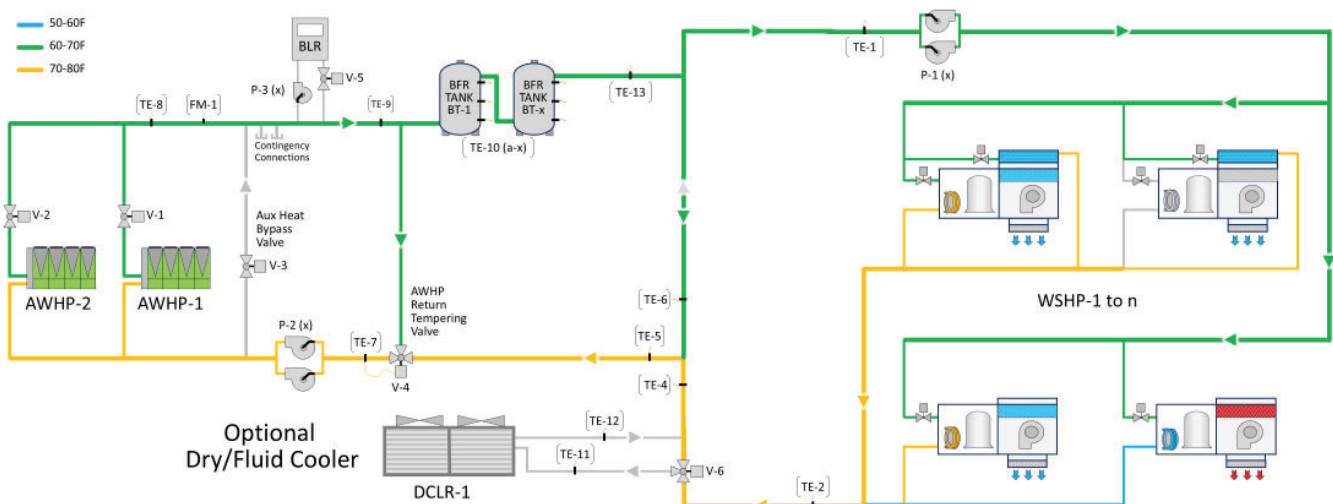 50-60F
60-70F
70-80F
BLR
V-5
P-3 (x)
TE-8
FM-1
TE-9
Contingency
Connections
BFR
TANK
BT-1
BFR
TANK
BT-x
TE-10 (a-x)
TE-13
TE-1
P-1 (x)
V-2
V-1
Aux Heat
Bypass
Valve
V-3
AWHP-2
AWHP-1
P-2 (x)
TE-7
AWHP
Return
Tempering
Valve
V-4
TE-6
TE-5
TE-4
WSHP-1 to n
Optional
Dry/Fluid Cooler
DCLR-1
TE-12
TE-11
V-6
TE-2